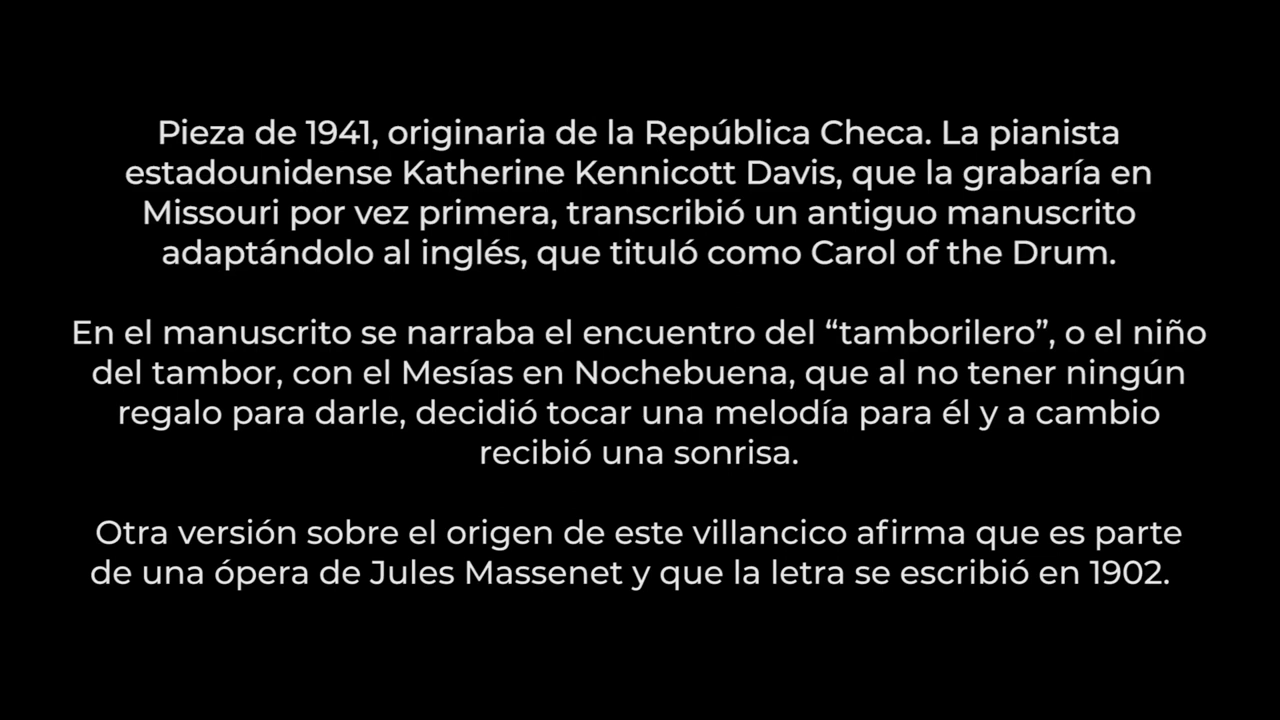 Pieza de 1941, originaria de la República Checa. La pianista
estadounidense Katherine Kennicott Davis, que la grabaría en
Missouri por vez primera, transcribió un antiguo manuscrito
adaptándolo al inglés, que tituló como Carol of the Drum.
En el manuscrito se narraba el encuentro del “tamborilero”, o el niño
del tambor, con el Mesías en Nochebuena, que al no tener ningún
regalo para darle, decidió tocar una melodía para él y a cambio
recibió una sonrisa.
Otra versión sobre el origen de este villancico afirma que es parte
de una ópera de Jules Massenet y que la letra se escribió en 1902.